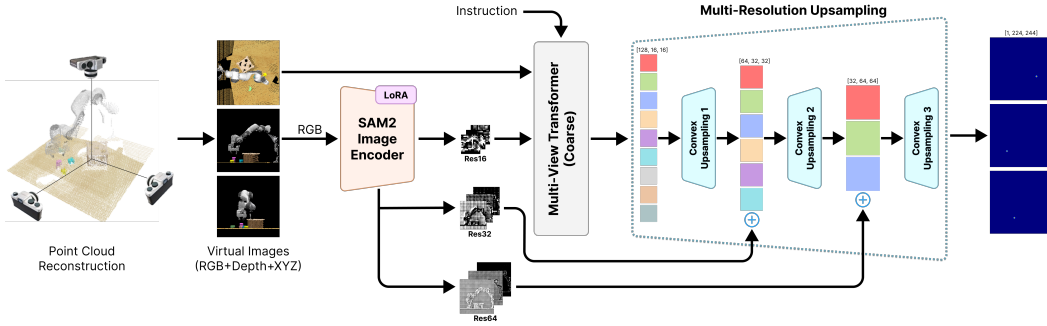 Instruction
Multi-Resolution Upsampling
[128, 16, 16]
[64, 32, 32]
[32, 64, 64]
[1, 224, 244]
LoRA
RGB
SAM2
Image
Encoder
Res16
Multi-View Transformer
(Coarse)
Convex
Upsampling 1
Convex
Upsampling 2
Convex
Upsampling 3
Res32
Res64
Point Cloud
Reconstruction
Virtual Images
(RGB+Depth+XYZ)